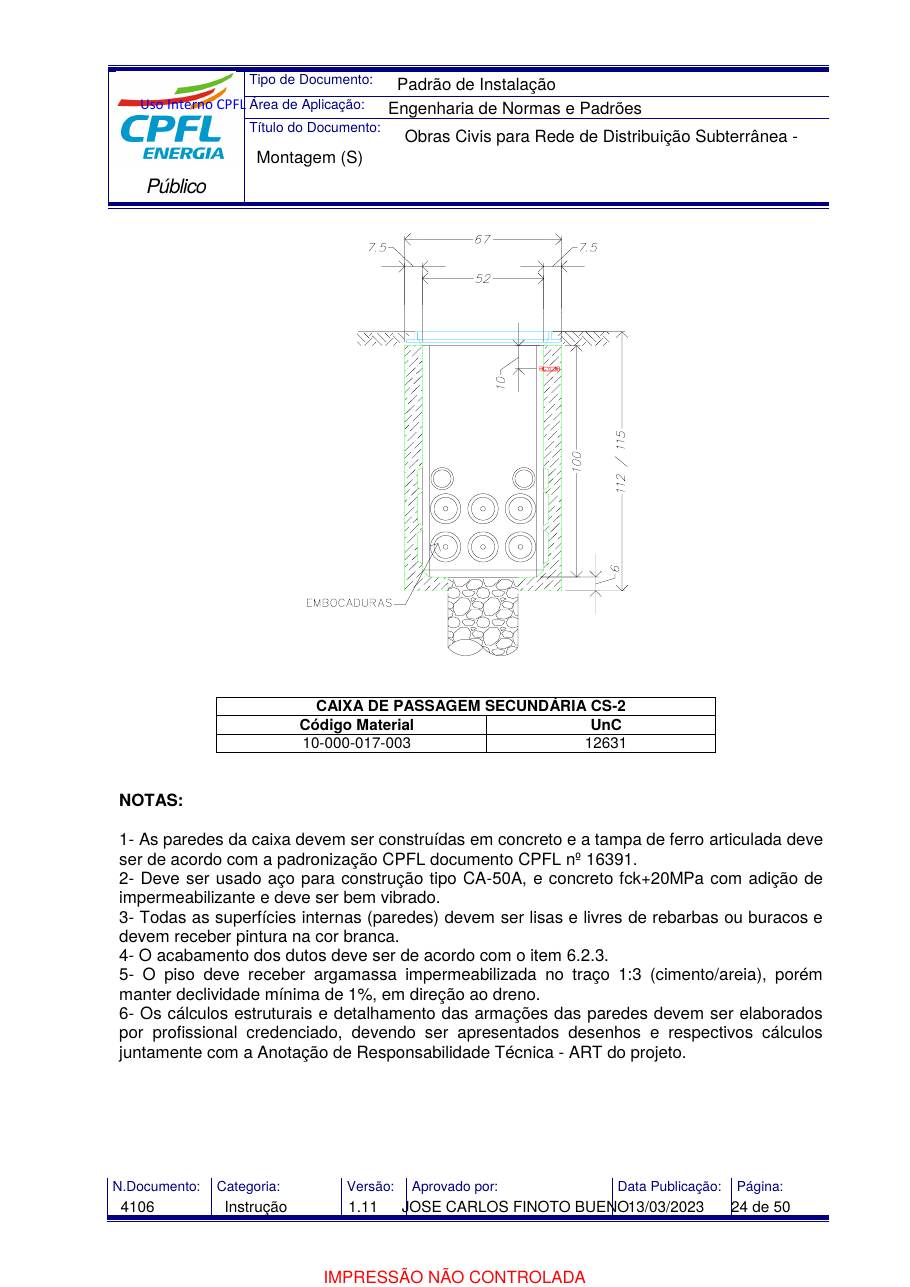 Tipo de Documento: Padrão de Instalação
Uso Interno CPFL Área de Aplicação: Engenharia de Normas e Padrões
CPFL
ENERGIA
Público
Título do Documento: Obras Civis para Rede de Distribuição Subterrânea -
Montagem (S)
67
7.5
7.5
52
10
100
112 / 115
6
EMBOCADURAS
CAIXA DE PASSAGEM SECUNDÁRIA CS-2
Código Material UnC
10-000-017-003 12631
NOTAS:
1- As paredes da caixa devem ser construídas em concreto e a tampa de ferro articulada deve
ser de acordo com a padronização CPFL documento CPFL nº 16391.
2- Deve ser usado aço para construção tipo CA-50A, e concreto fck+20MPa com adição de
impermeabilizante e deve ser bem vibrado.
3- Todas as superfícies internas (paredes) devem ser lisas e livres de rebarbas ou buracos e
devem receber pintura na cor branca.
4- O acabamento dos dutos deve ser de acordo com o item 6.2.3.
5- O piso deve receber argamassa impermeabilizada no traço 1:3 (cimento/areia), porém
manter declividade mínima de 1%, em direção ao dreno.
6- Os cálculos estruturais e detalhamento das armações das paredes devem ser elaborados
por profissional credenciado, devendo ser apresentados desenhos e respectivos cálculos
juntamente com a Anotação de Responsabilidade Técnica - ART do projeto.
N.Documento: Categoria: Versão: Aprovado por: Data Publicação: Página:
4106 Instrução 1.11 JOSE CARLOS FINOTO BUENO 13/03/2023 24 de 50
IMPRESSÃO NÃO CONTROLADA